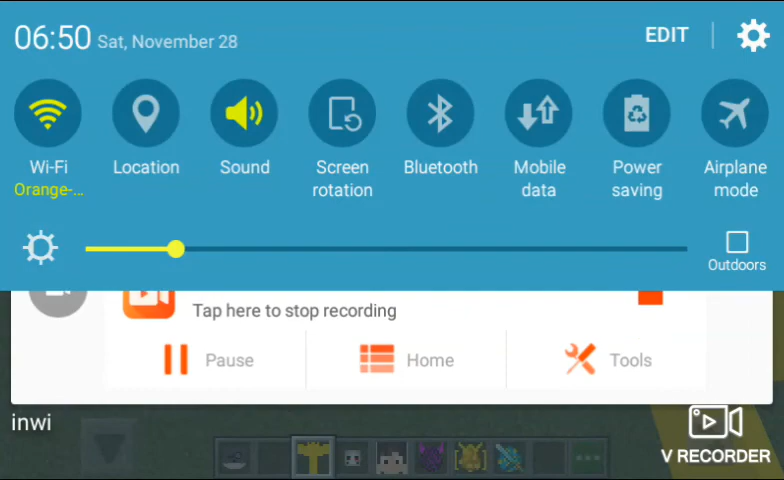 06:50 Sat, November 28
EDIT
Wi-Fi
Orange-...
Location
Sound
Screen
rotation
Bluetooth
Mobile
data
Power
saving
Airplane
mode
Outdoors
Tap here to stop recording
Pause
Home
Tools
inwi
V RECORDER